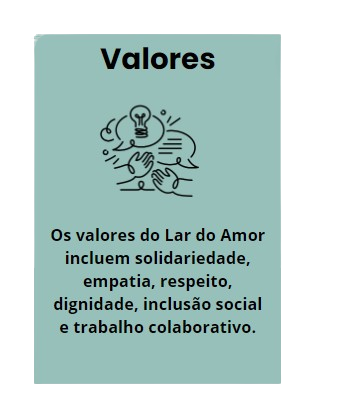 Valores
Os valores do Lar do Amor
incluem solidariedade,
empatia, respeito,
dignidade, inclusão social
e trabalho colaborativo.